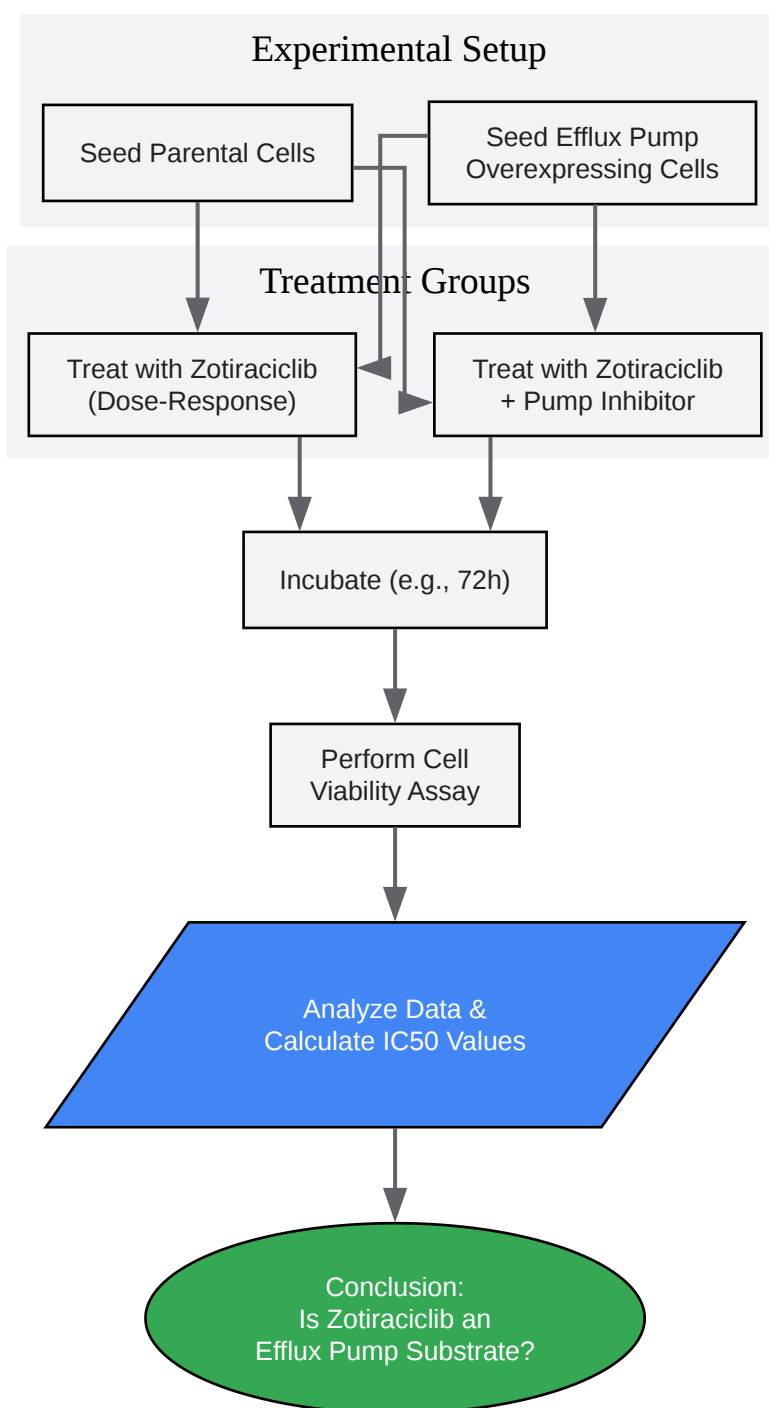 Experimental Setup
Seed Parental Cells
Seed Efflux Pump
Overexpressing Cells
Treatment Groups
Treat with Zotiraciclib
(Dose-Response)
Treat with Zotiraciclib
+ Pump Inhibitor
Incubate (e.g., 72h)
Perform Cell
Viability Assay
Analyze Data &
Calculate IC50 Values
Conclusion:
Is Zotiraciclib an
Efflux Pump Substrate?